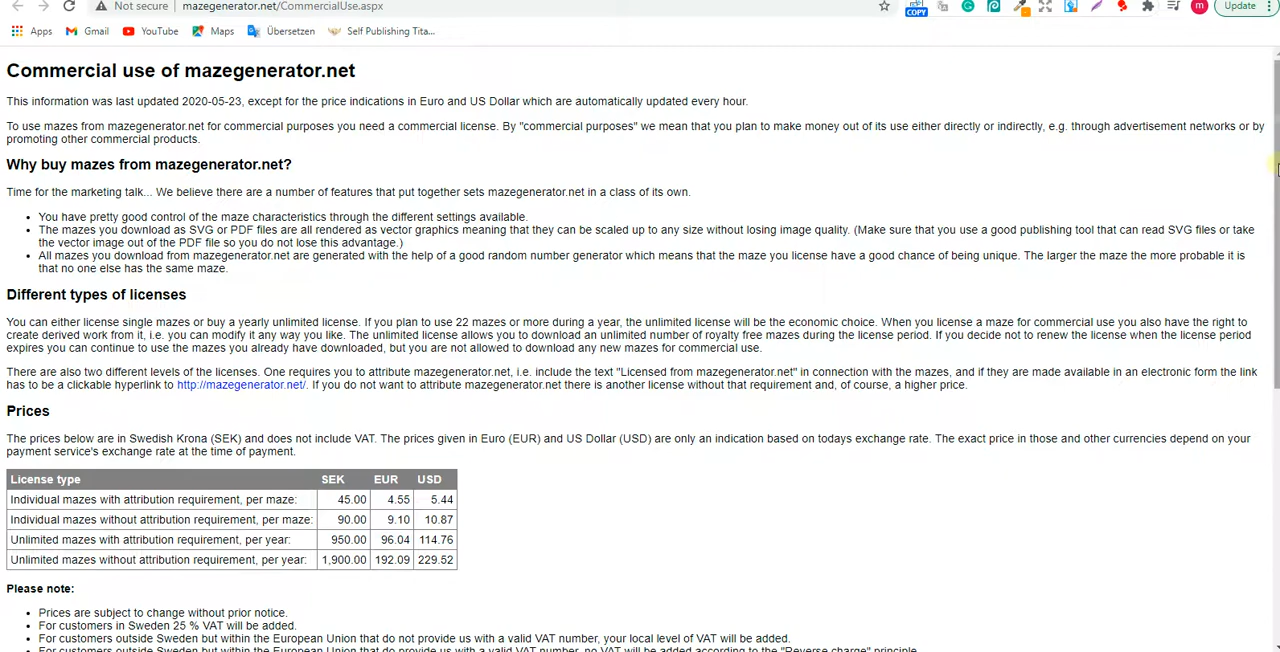 Not secure mazegenerator.net/CommercialUse.aspx COPY m Update
Apps Gmail YouTube Maps Übersetzen Self Publishing Tita...
Commercial use of mazegenerator.net
This information was last updated 2020-05-23, except for the price indications in Euro and US Dollar which are automatically updated every hour.
To use mazes from mazegenerator.net for commercial purposes you need a commercial license. By "commercial purposes" we mean that you plan to make money out of its use either directly or indirectly, e.g. through advertisement networks or by
promoting other commercial products.
Why buy mazes from mazegenerator.net?
Time for the marketing talk... We believe there are a number of features that put together sets mazegenerator.net in a class of its own.
• You have pretty good control of the maze characteristics through the different settings available.
• The mazes you download as SVG or PDF files are all rendered as vector graphics meaning that they can be scaled up to any size without losing image quality. (Make sure that you use a good publishing tool that can read SVG files or take
the vector image out of the PDF file so you do not lose this advantage.)
• All mazes you download from mazegenerator.net are generated with the help of a good random number generator which means that the maze you license have a good chance of being unique. The larger the maze the more probable it is
that no one else has the same maze.
Different types of licenses
You can either license single mazes or buy a yearly unlimited license. If you plan to use 22 mazes or more during a year, the unlimited license will be the economic choice. When you license a maze for commercial use you also have the right to
create derived work from it, i.e. you can modify it any way you like. The unlimited license allows you to download an unlimited number of royalty free mazes during the license period. If you decide not to renew the license when the license period
expires you can continue to use the mazes you already have downloaded, but you are not allowed to download any new mazes for commercial use.
There are also two different levels of the licenses. One requires you to attribute mazegenerator.net, i.e. include the text "Licensed from mazegenerator.net" in connection with the mazes, and if they are made available in an electronic form the link
has to be a clickable hyperlink to http://mazegenerator.net/. If you do not want to attribute mazegenerator.net there is another license without that requirement and, of course, a higher price.
Prices
The prices below are in Swedish Krona (SEK) and does not include VAT. The prices given in Euro (EUR) and US Dollar (USD) are only an indication based on todays exchange rate. The exact price in those and other currencies depend on your
payment service's exchange rate at the time of payment.
License type SEK EUR USD
Individual mazes with attribution requirement, per maze: 45.00 4.55 5.44
Individual mazes without attribution requirement, per maze: 90.00 9.10 10.87
Unlimited mazes with attribution requirement, per year: 950.00 96.04 114.76
Unlimited mazes without attribution requirement, per year: 1,900.00 192.09 229.52
Please note:
• Prices are subject to change without prior notice.
• For customers in Sweden 25 % VAT will be added.
• For customers outside Sweden but within the European Union that do not provide us with a valid VAT number, your local level of VAT will be added.
• For customers outside Sweden but within the European Union that do provide us with a valid VAT number, no VAT will be added according to the "Reverse charge" principle.